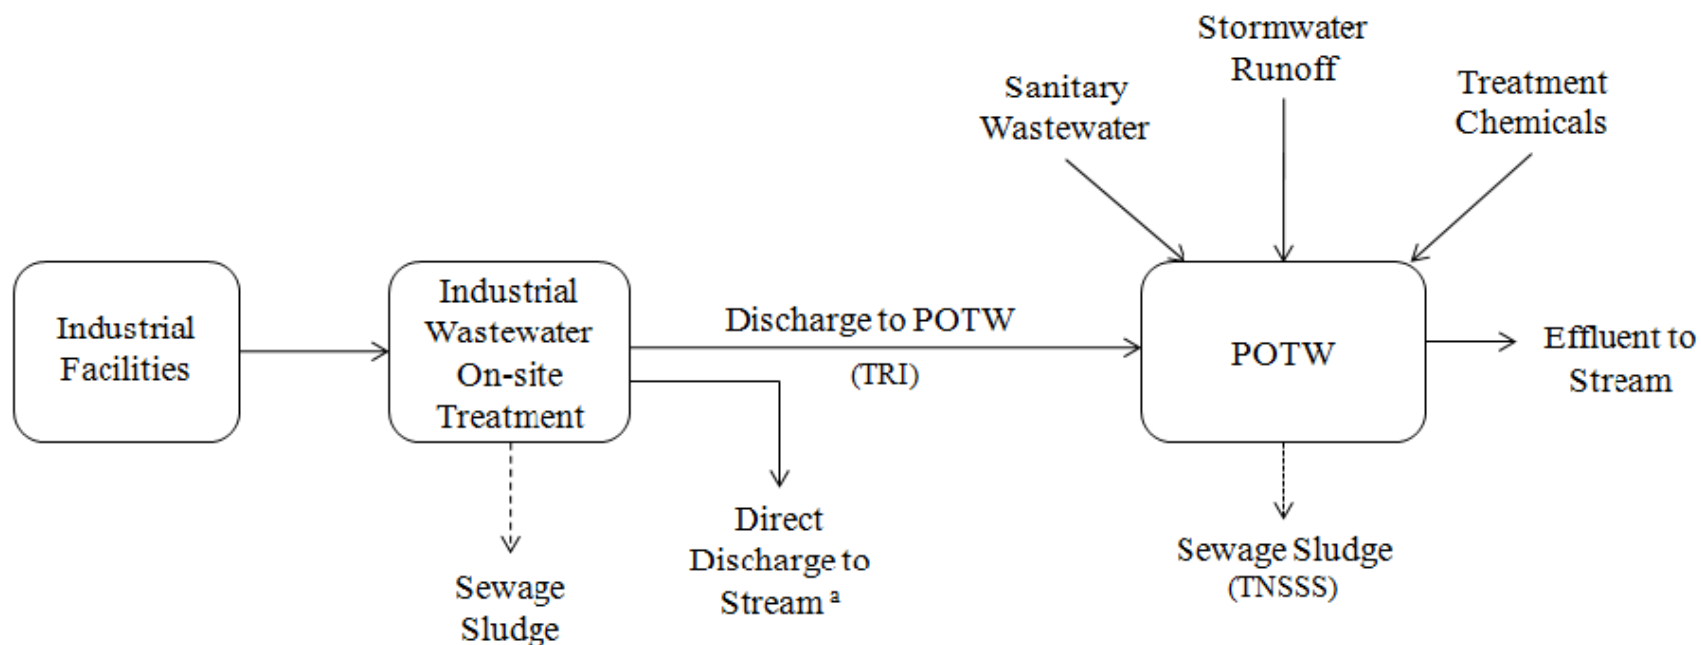 Stormwater
Runoff
Sanitary
Wastewater
Treatment
Chemicals
Industrial
Facilities
Industrial
Wastewater
On-site
Treatment
Discharge to POTW
(TRI)
POTW
Effluent to
Stream
Sewage
Sludge
Direct
Discharge to
Stream a
Sewage Sludge
(TNSSS)